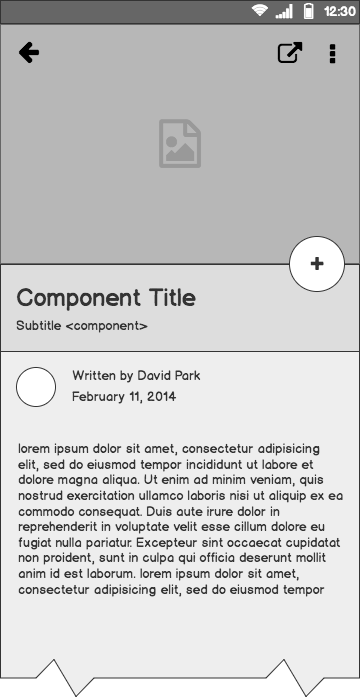 12:30
Component Title
Subtitle <component>
Written by David Park
February 11, 2014
lorem ipsum dolor sit amet, consectetur adipisicing
elit, sed do eiusmod tempor incididunt ut labore et
dolore magna aliqua. Ut enim ad minim veniam, quis
nostrud exercitation ullamco laboris nisi ut aliquip ex ea
commodo consequat. Duis aute irure dolor in
reprehenderit in voluptate velit esse cillum dolore eu
fugiat nulla pariatur. Excepteur sint occaecat cupidatat
non proident, sunt in culpa qui officia deserunt mollit
anim id est laborum. lorem ipsum dolor sit amet,
consectetur adipisicing elit, sed do eiusmod tempor